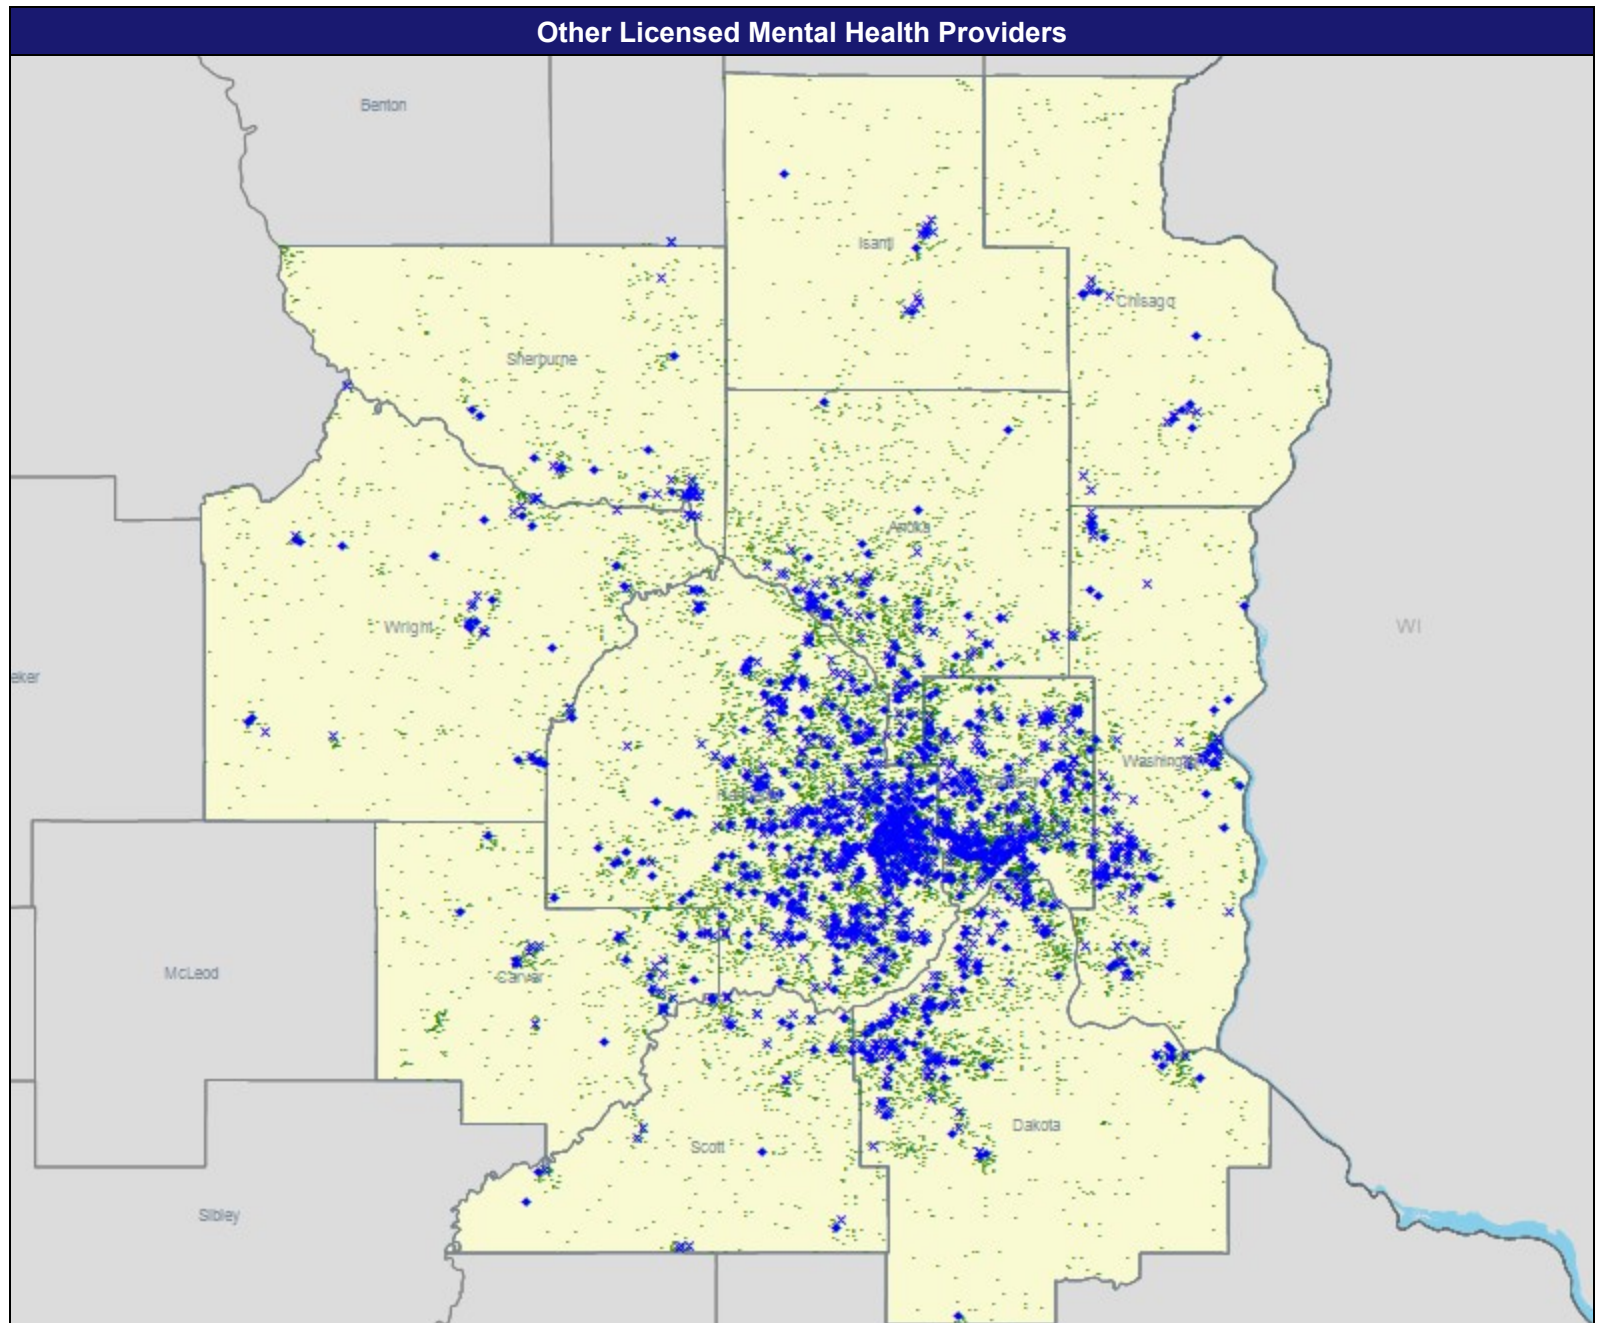 Other Licensed Mental Health Providers
Benton
Isanti
Chisago
Sherburne
Anoka
WI
Wright
eker
Washington
McLeod
Carver
Dakota
Scott
Sibley